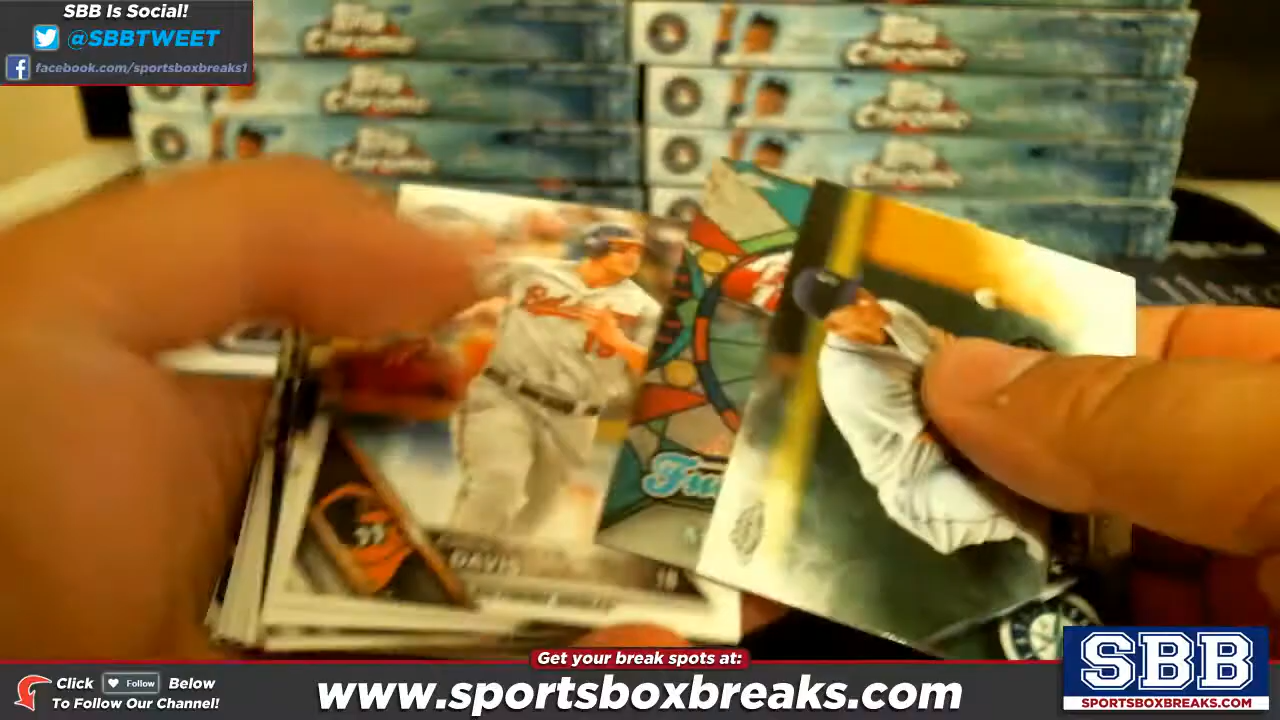 SBB Is Social!
@SBBTWEET
facebook.com/sportsboxbreaks1
Topps Chrome
Topps Chrome
Topps Chrome
Topps Chrome
Topps Chrome
Topps Chrome
DAVIS
19
Get your break spots at:
Click Follow Below
To Follow Our Channel!
www.sportsboxbreaks.com
SBB
SPORTSBOXBREAKS.COM